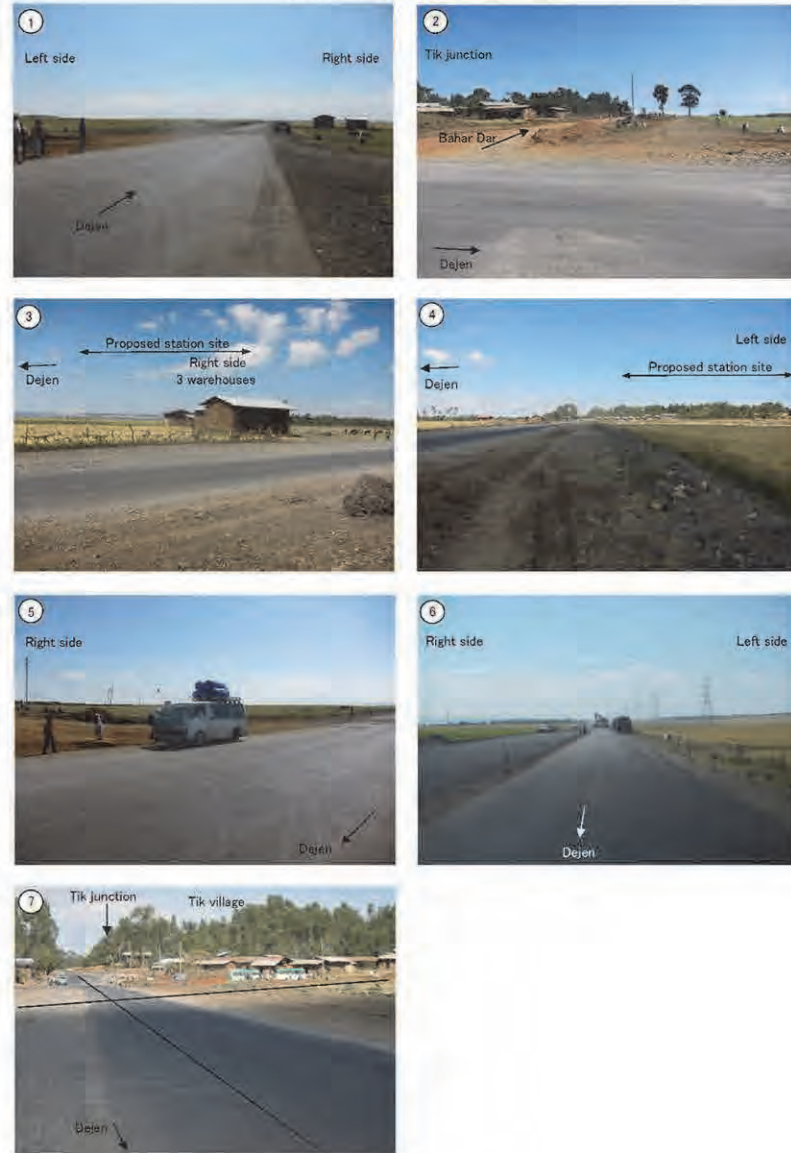 1
Left side
Right side
Dejen
2
Tik junction
Bahar Dar
Dejen
3
Proposed station site
Dejen
Right side
3 warehouses
4
Left side
Dejen
Proposed station site
5
Right side
Dejen
6
Right side
Left side
Dejen
7
Tik junction
Tik village
Dejen